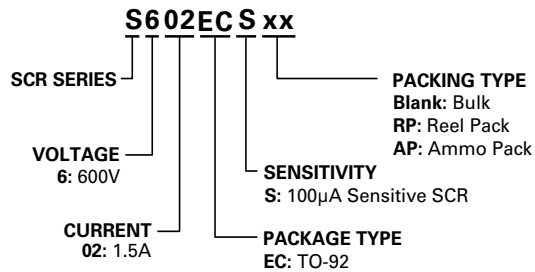 S602ECSxx
SCR SERIES
VOLTAGE
6: 600V
CURRENT
02: 1.5A
PACKING TYPE
Blank: Bulk
RP: Reel Pack
AP: Ammo Pack
SENSITIVITY
S: 100µA Sensitive SCR
PACKAGE TYPE
EC: TO-92